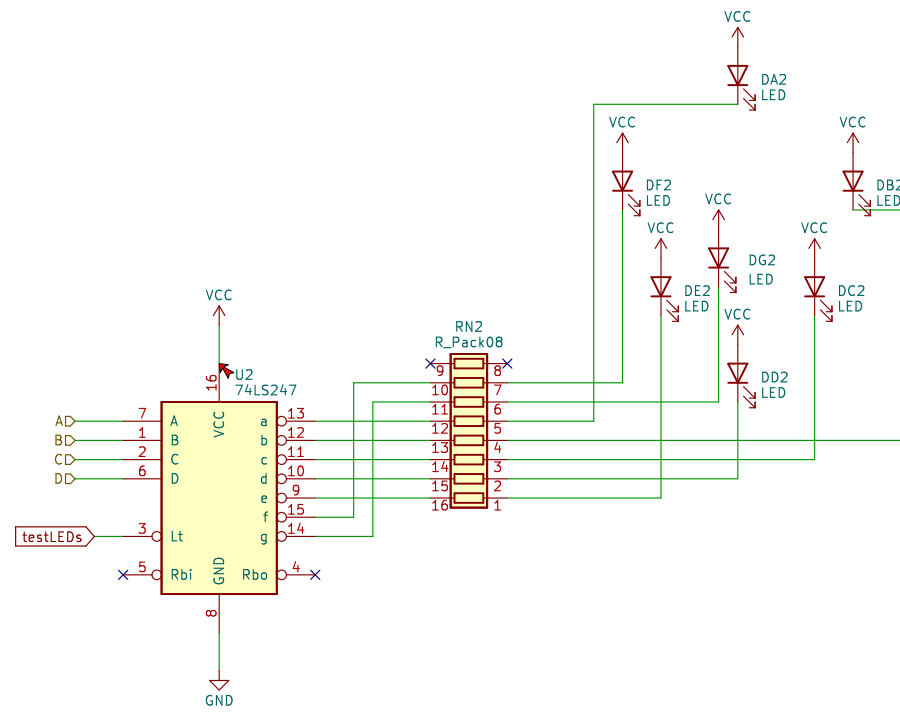 VCC
DA2
LED
VCC
VCC
DF2
LED
DB2
LED
VCC
VCC
VCC
DG2
LED
DE2
LED
DC2
LED
VCC
VCC
RN2
R_Pack08
DD2
LED
9 8
10 7
11 6
12 5
13 4
14 3
15 2
16 1
U2
74LS247
16
VCC
A 7 A a 13
B 1 B b 12
C 2 C c 11
D 6 D d 10
e 9
f 15
testLEDs 3 Lt g 14
5 Rbi GND Rbo 4
8
GND